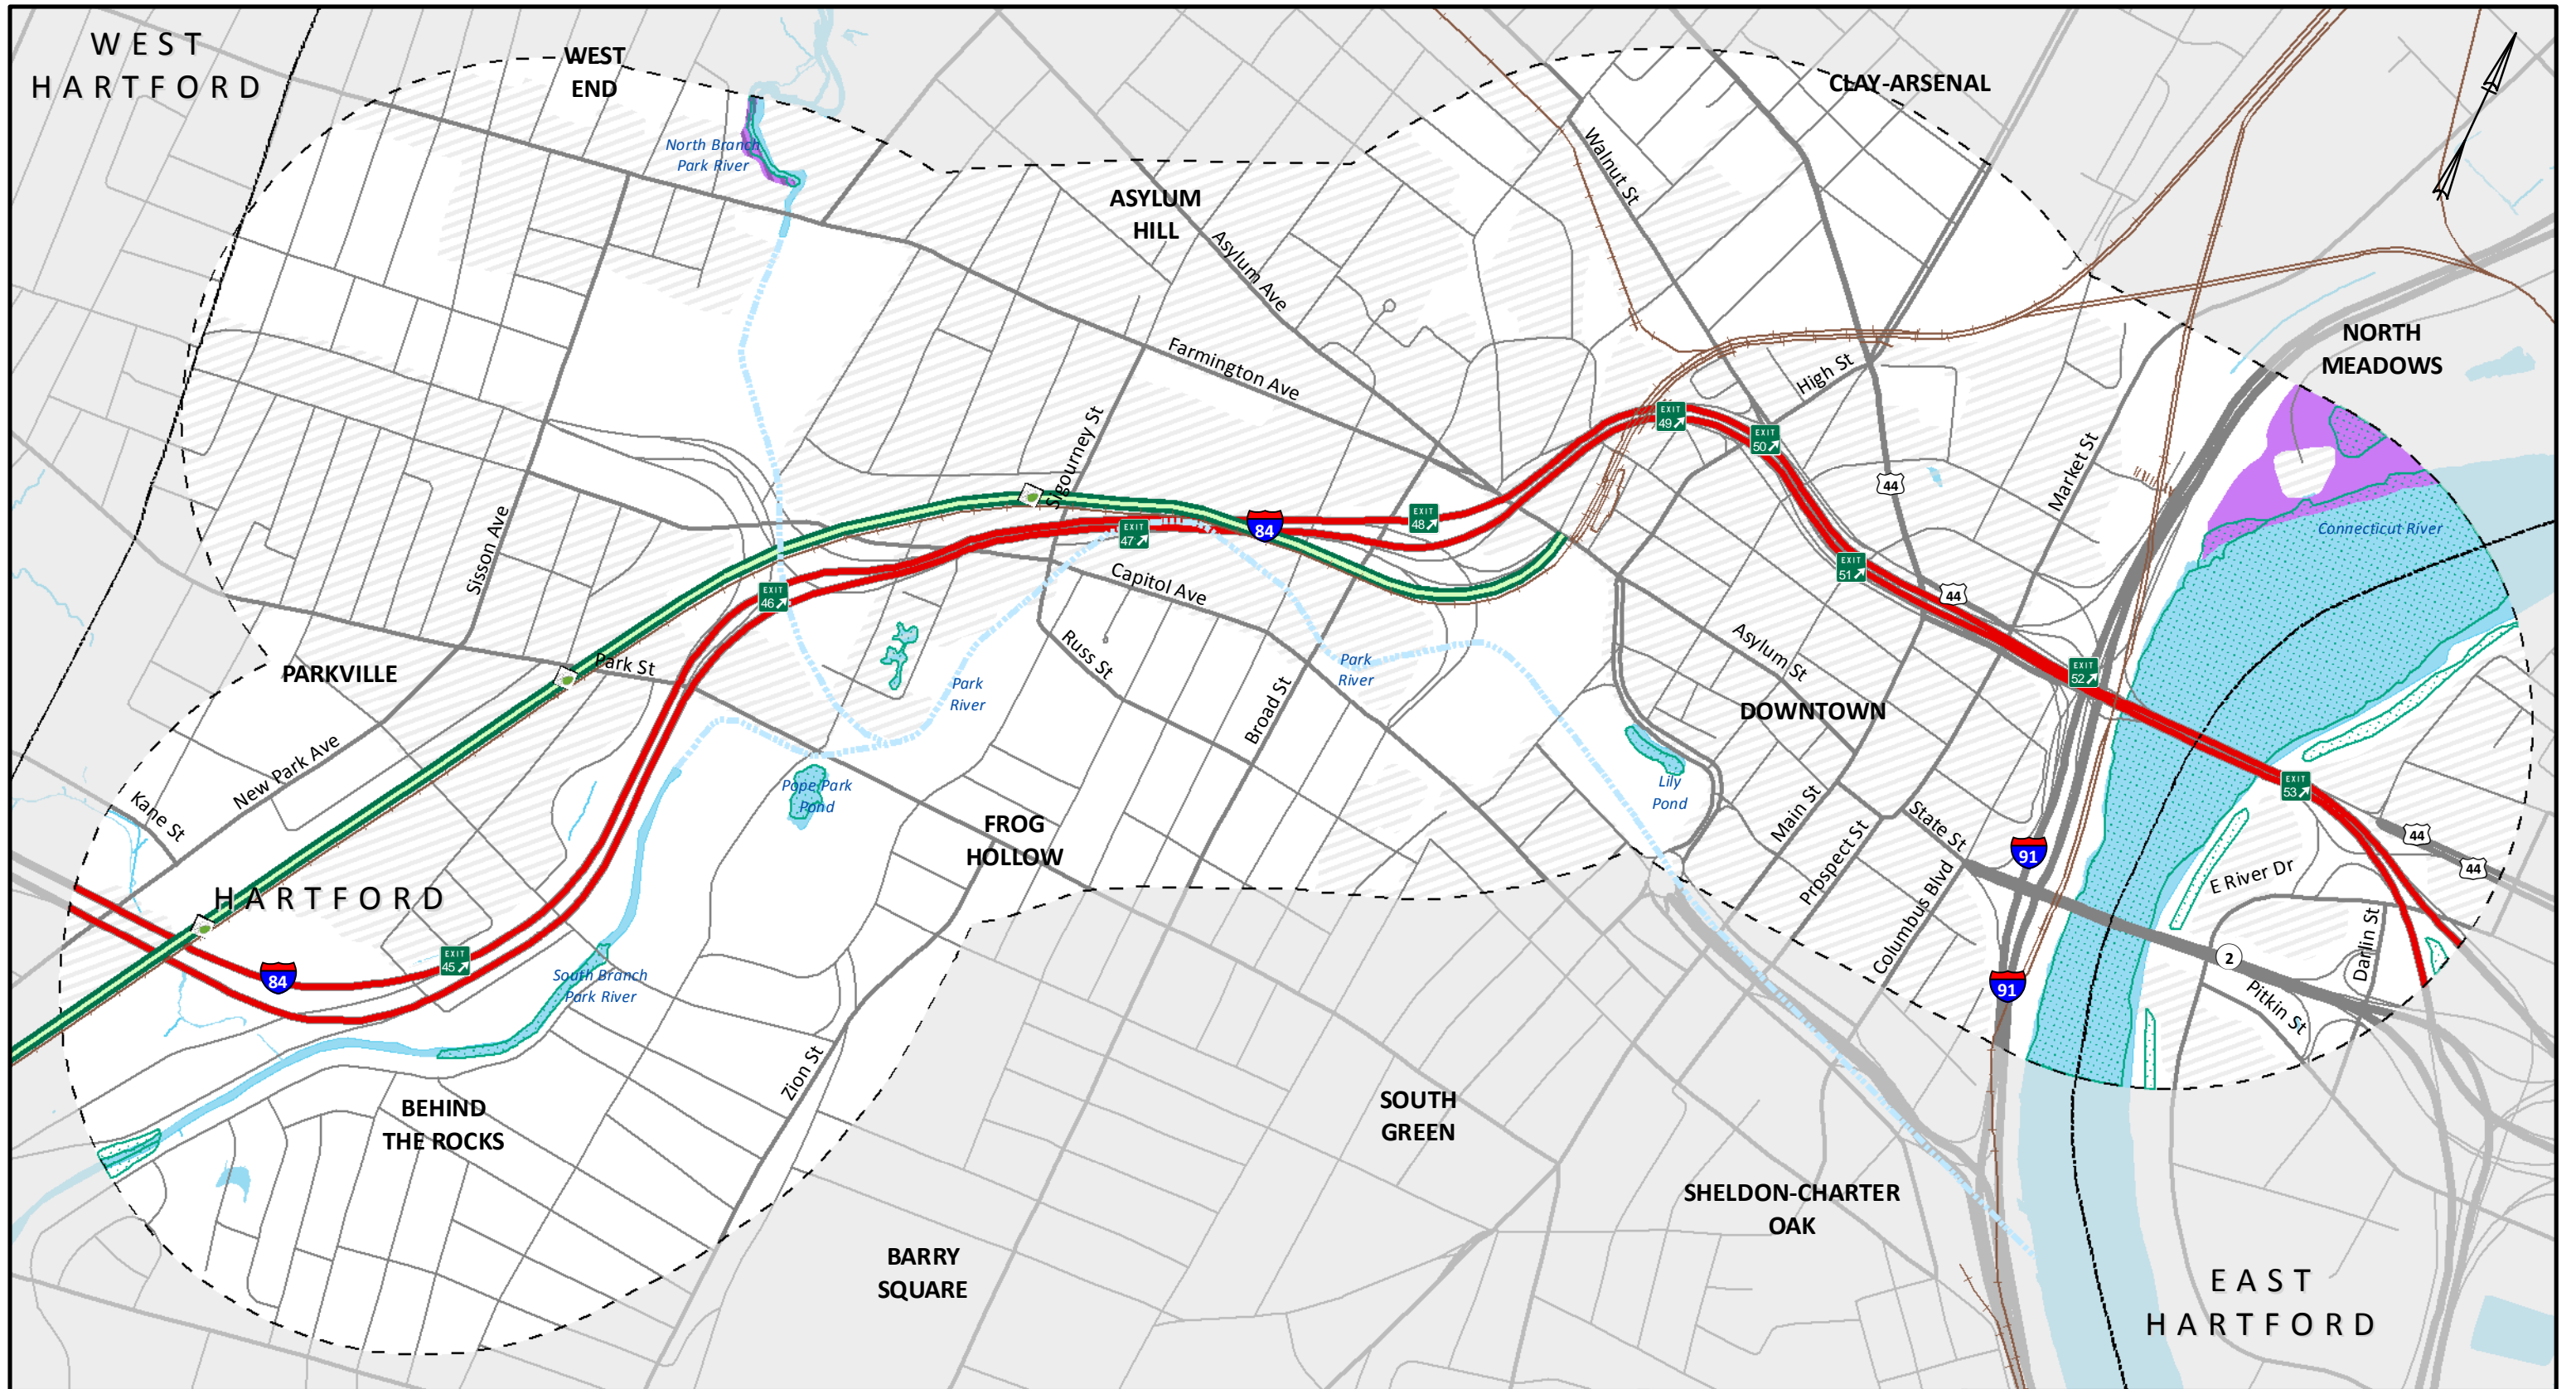 WEST
HARTFORD
WEST
END
CLAY-ARSENAL
North Branch
Park River
ASYLUM
HILL
Walnut St
Asylum Ave
NORTH
MEADOWS
Farmington Ave
High St
Sigourney St
EXIT
49
EXIT
50
Market St
44
Connecticut River
Sisson Ave
EXIT
47
84
EXIT
48
EXIT
51
44
EXIT
46
Capitol Ave
Russ St
Park
River
Asylum St
EXIT
52
PARKVILLE
Park St
Park
River
Broad St
DOWNTOWN
New Park Ave
Kane St
Pope Park
Pond
Lily
Pond
EXIT
53
Main St
Prospect St
State St
44
44
FROG
HOLLOW
91
E River Dr
HARTFORD
Columbus Blvd
EXIT
45
84
South Branch
Park River
91
2
Darlin St
Pitkin St
Zion St
BEHIND
THE ROCKS
SOUTH
GREEN
SHELDON-CHARTER
OAK
BARRY
SQUARE
EAST
HARTFORD